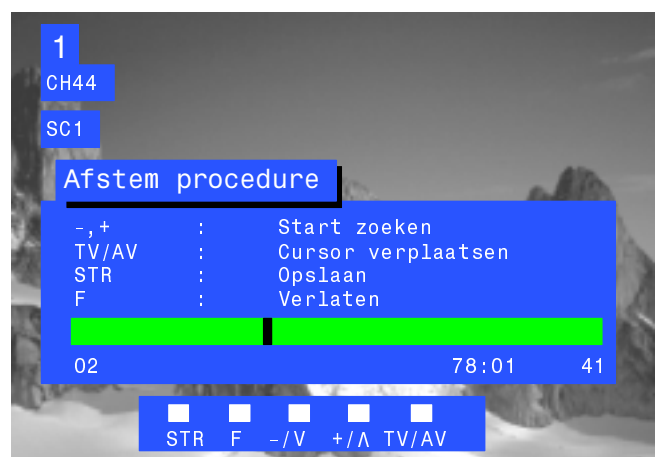 1
CH44
SC1
Afstem procedure
-,+ : Start zoeken
TV/AV : Cursor verplaatsen
STR : Opslaan
F : Verlaten
02 78:01 41
STR F -/V +/Λ TV/AV